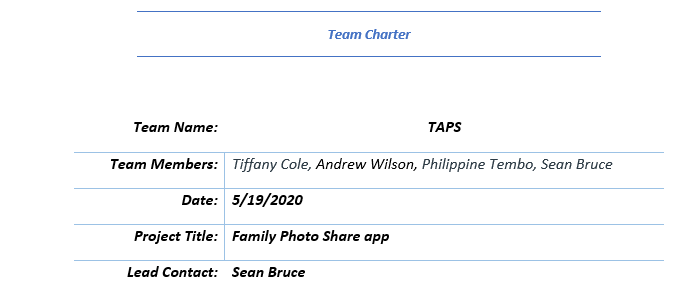 Team Charter
Team Name: TAPS
Team Members: Tiffany Cole, Andrew Wilson, Philippine Tembo, Sean Bruce
Date: 5/19/2020
Project Title: Family Photo Share app
Lead Contact: Sean Bruce